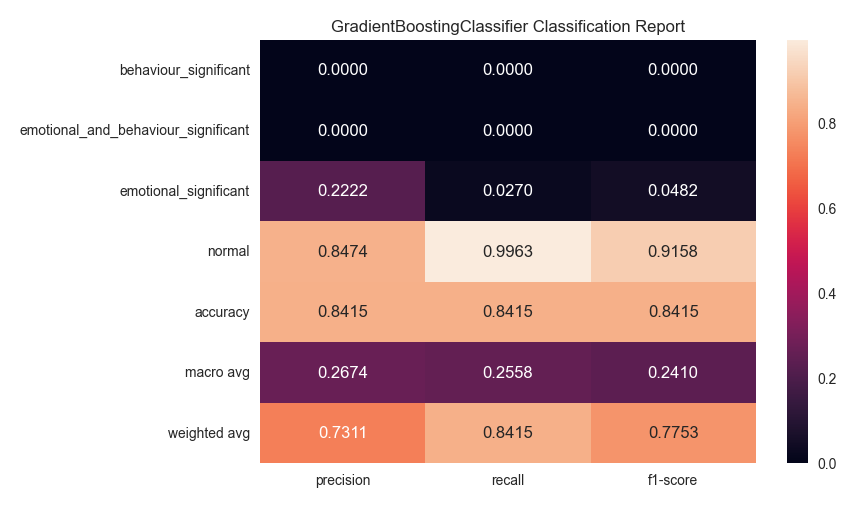 GradientBoostingClassifier Classification Report
behaviour_significant 0.0000 0.0000 0.0000
emotional_and_behaviour_significant 0.0000 0.0000 0.0000
emotional_significant 0.2222 0.0270 0.0482
normal 0.8474 0.9963 0.9158
accuracy 0.8415 0.8415 0.8415
macro avg 0.2674 0.2558 0.2410
weighted avg 0.7311 0.8415 0.7753
precision recall f1-score
0.8
0.6
0.4
0.2
0.0